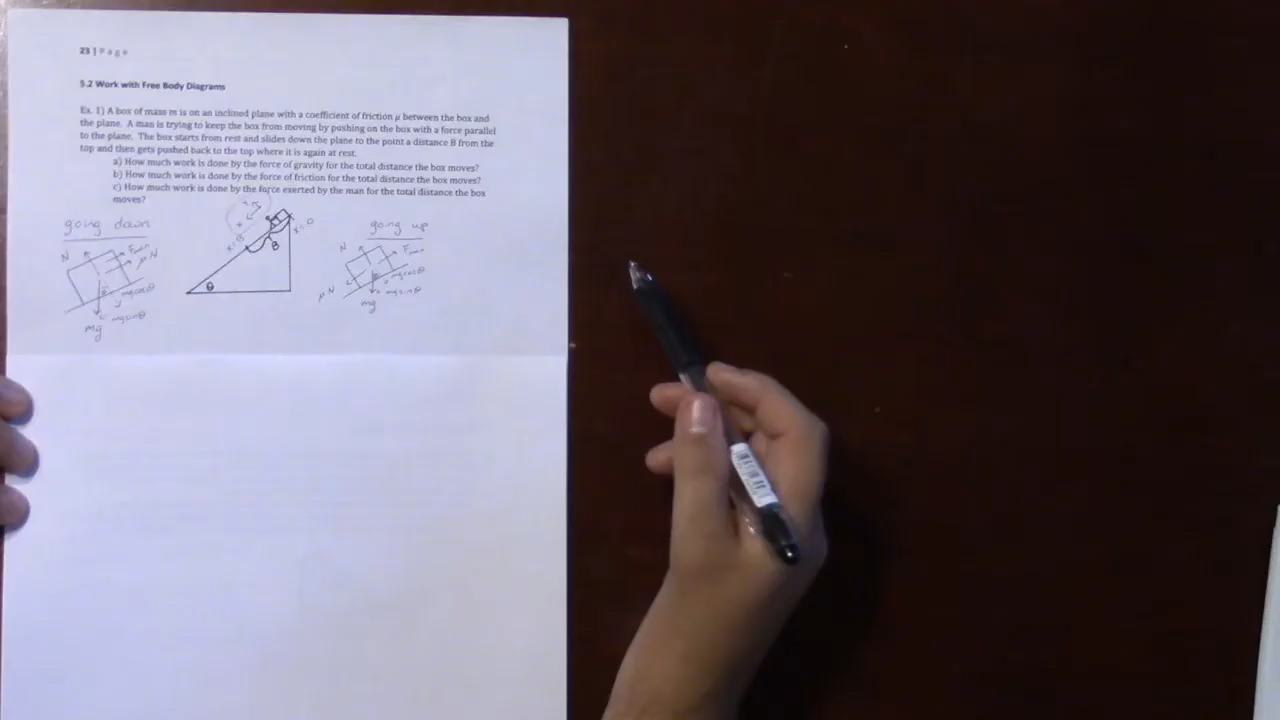 23 | P a g e
5.2 Work with Free Body Diagrams
Ex. 1) A box of mass m is on an inclined plane with a coefficient of friction μ between the box and
the plane. A man is trying to keep the box from moving by pushing on the box with a force parallel
to the plane. The box starts from rest and slides down the plane to the point a distance B from the
top and then gets pushed back to the top where it is again at rest.
a) How much work is done by the force of gravity for the total distance the box moves?
b) How much work is done by the force of friction for the total distance the box moves?
c) How much work is done by the force exerted by the man for the total distance the box
moves?
going down
going up
N
μN
mgcosθ
mgsinθ
mg
+x
x=B
x=0
B
θ
N
μN
mgcosθ
mgsinθ
mg